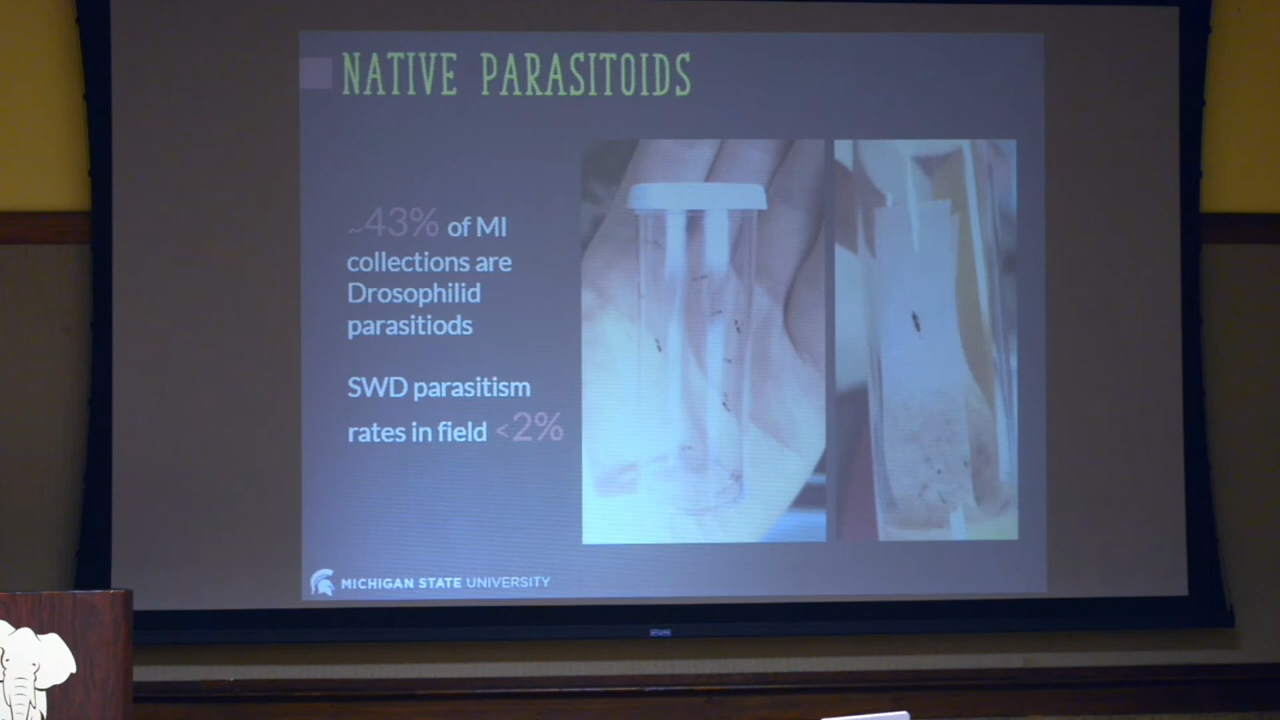 NATIVE PARASITOIDS
~43% of MI
collections are
Drosophilid
parasitiods
SWD parasitism
rates in field <2%
MICHIGAN STATE UNIVERSITY